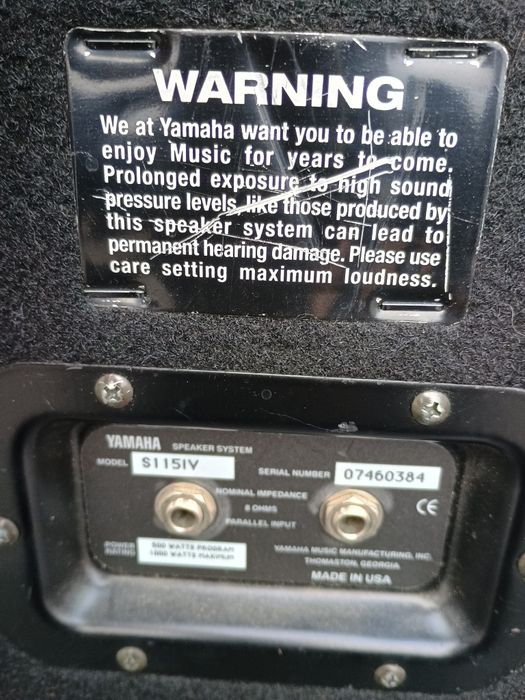 WARNING
We at Yamaha want you to be able to
enjoy Music for years to come.
Prolonged exposure to high sound
pressure levels, like those produced by
this speaker system can lead to
permanent hearing damage. Please use
care setting maximum loudness.
YAMAHA SPEAKER SYSTEM
MODEL S115IV SERIAL NUMBER 07460384
NOMINAL IMPEDANCE
8 OHMS
PARALLEL INPUT
CE
POWER RATING 500 WATTS PROGRAM
1000 WATTS MAXIMUM
YAMAHA MUSIC MANUFACTURING, INC.
THOMASTON, GEORGIA
MADE IN USA